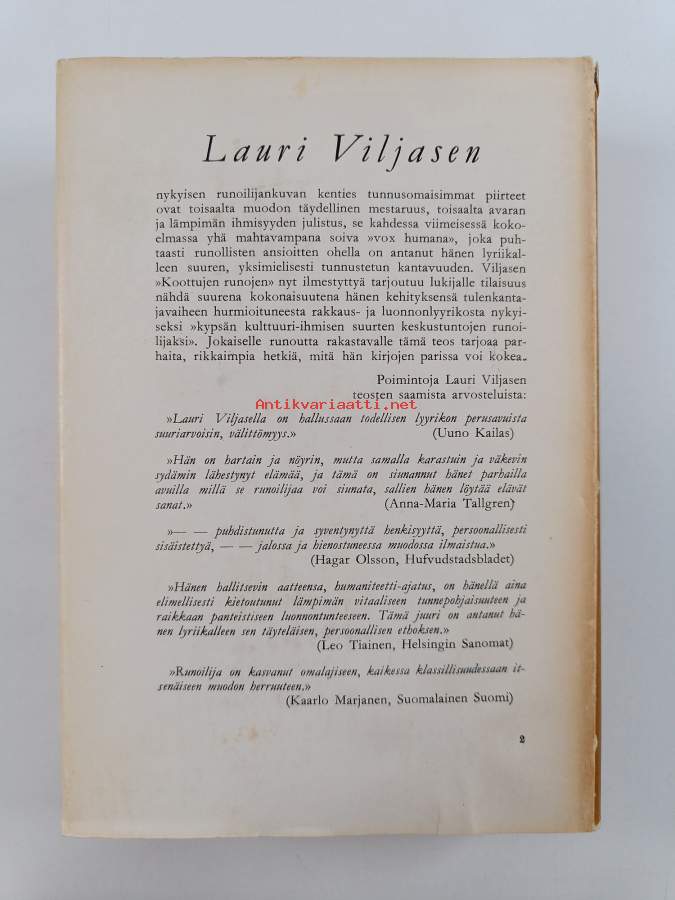 Lauri Viljasen
nykyisen runoilijankuvan kenties tunnusomaisimmat piirteet
ovat toisaalta muodon täydellinen mestaruus, toisaalta avaran
ja lämpimän ihmisyyden julistus, se kahdessa viimeisessä koko-
elmassa yhä mahtavampana soiva »vox humana», joka puh-
taasti runollisten ansioitten ohella on antanut hänen lyriikal-
leen suuren, yksimielisesti tunnustetun kantavuuden. Viljasen
»Koottujen runojen» nyt ilmestyttyä tarjoutuu lukijalle tilaisuus
nähdä suurena kokonaisuutena hänen kehityksensä tulenkanta-
javaiheen hurmioituneesta rakkaus- ja luonnonlyyrikosta nykyi-
seksi »kypsän kulttuuri-ihmisen suurten keskustuntojen runoi-
lijaksi». Jokaiselle runoutta rakastavalle tämä teos tarjoaa par-
haita, rikkaimpia hetkiä, mitä hän kirjojen parissa voi kokea.
Poimintoja Lauri Viljasen
teosten saamista arvosteluista:
Antikvariaatti.net
»Lauri Viljasella on hallussaan todellisen lyyrikon perusavuista
suuriarvoisin, välittömyys.» (Uuno Kailas)
»Hän on hartain ja nöyrin, mutta samalla karastuin ja väkevin
sydämin lähestynyt elämää, ja tämä on siunannut hänet parhailla
avuilla millä se runoilijaa voi siunata, sallien hänen löytää elävät
sanat.» (Anna-Maria Tallgren)
»— — puhdistunutta ja syventynyttä henkisyyttä, persoonallisesti
sisäistettyä, — — jalossa ja hienostuneessa muodossa ilmaistua.»
(Hagar Olsson, Hufvudstadsbladet)
»Hänen hallitsevin aatteensa, humaniteetti-ajatus, on hänellä aina
elimellisesti kietoutunut lämpimän vitaaliseen tunnepohjaisuuteen ja
raikkaan panteistiseen luonnontunteeseen. Tämä juuri on antanut hä-
nen lyriikalleen sen täyteläisen, persoonallisen ethoksen.»
(Leo Tiainen, Helsingin Sanomat)
»Runoilija on kasvanut omalajiseen, kaikessa klassillisuudessaan it-
senäiseen muodon herruuteen.»
(Kaarlo Marjanen, Suomalainen Suomi)
2